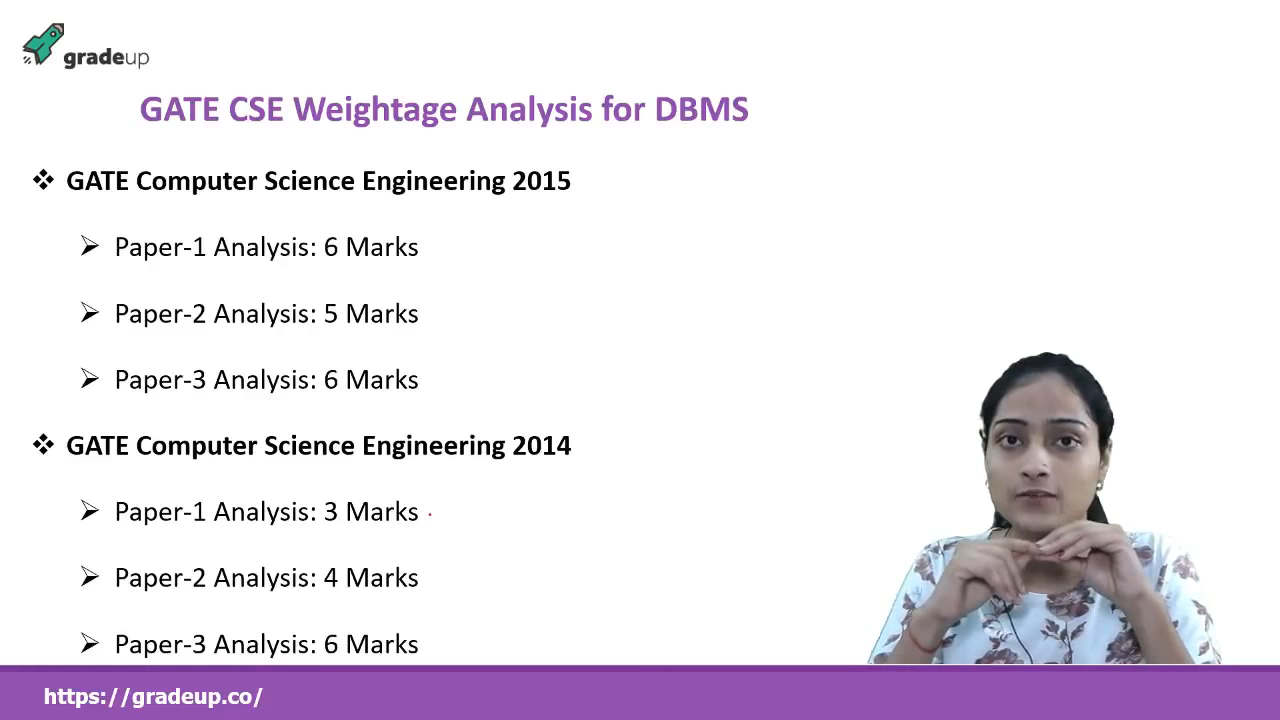 gradeup
GATE CSE Weightage Analysis for DBMS
GATE Computer Science Engineering 2015
Paper-1 Analysis: 6 Marks
Paper-2 Analysis: 5 Marks
Paper-3 Analysis: 6 Marks
GATE Computer Science Engineering 2014
Paper-1 Analysis: 3 Marks
Paper-2 Analysis: 4 Marks
Paper-3 Analysis: 6 Marks
https://gradeup.co/